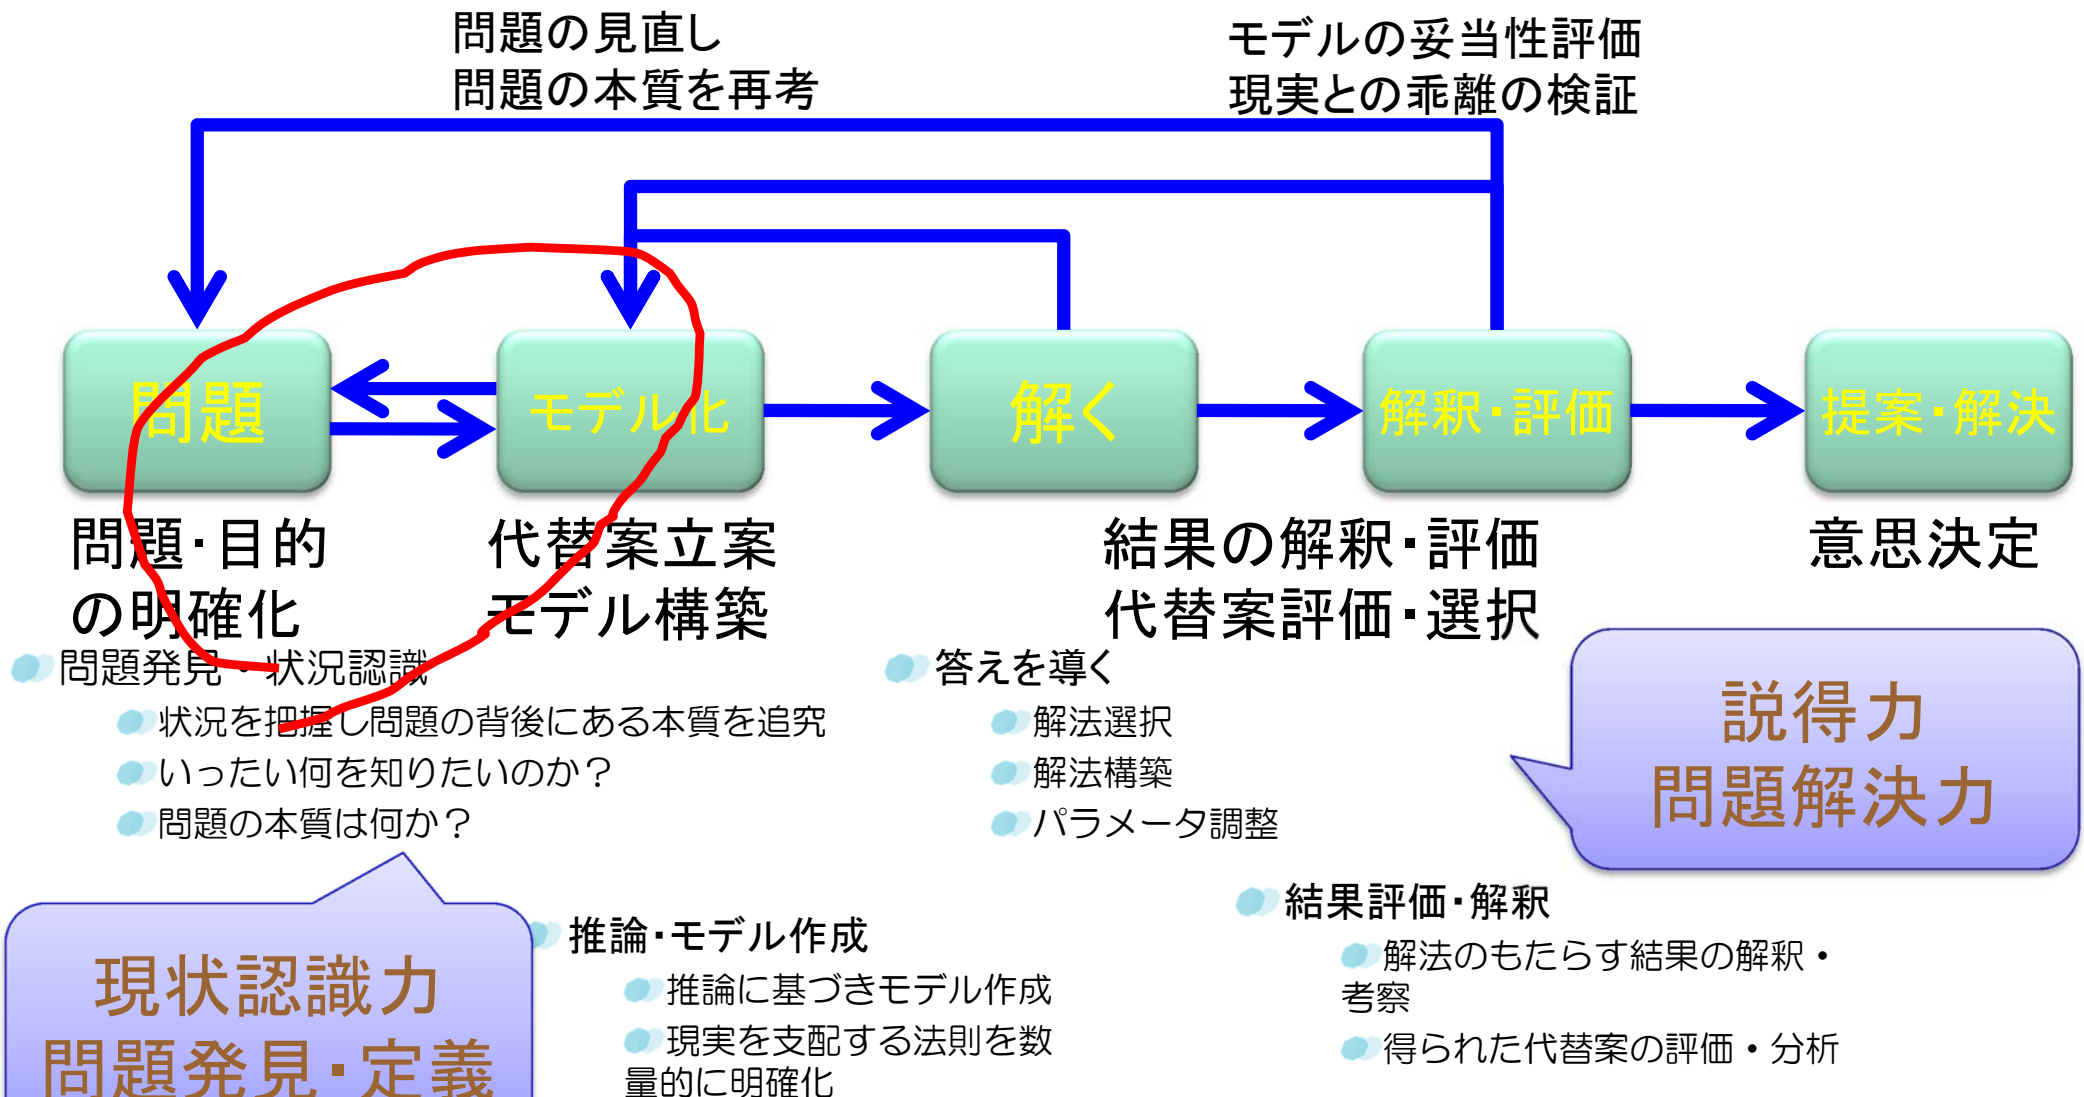 問題の見直し
問題の本質を再考
モデルの妥当性評価
現実との乖離の検証
問題
モデル化
解く
解釈・評価
提案・解決
問題・目的
の明確化
代替案立案
モデル構築
結果の解釈・評価
代替案評価・選択
意思決定
問題発見・状況認識
状況を把握し問題の背後にある本質を追究
いったい何を知りたいのか？
問題の本質は何か？
答えを導く
解法選択
解法構築
パラメータ調整
説得力
問題解決力
現状認識力
問題発見・定義
推論・モデル作成
推論に基づきモデル作成
現実を支配する法則を数
量的に明確化
結果評価・解釈
解法のもたらす結果の解釈・
考察
得られた代替案の評価・分析